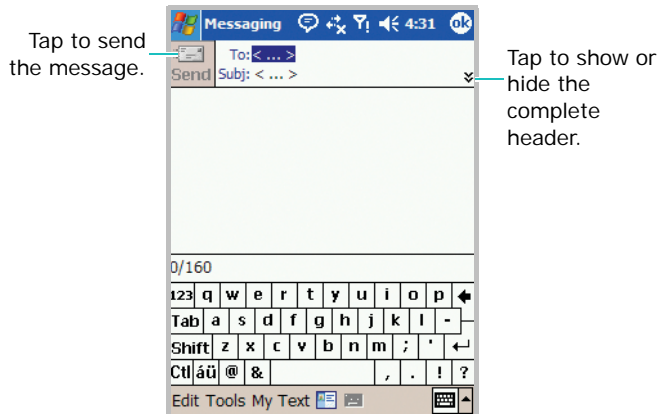 Tap to send
the message.
Messaging 4:31 ok
Send To: < ... >
Subj: < ... >
Tap to show or
hide the
complete
header.
0/160
123 q w e r t y u i o p
Tab a s d f g h j k l -
Shift z x c v b n m ; '
Ctl áü @ & , . ! ?
Edit Tools My Text